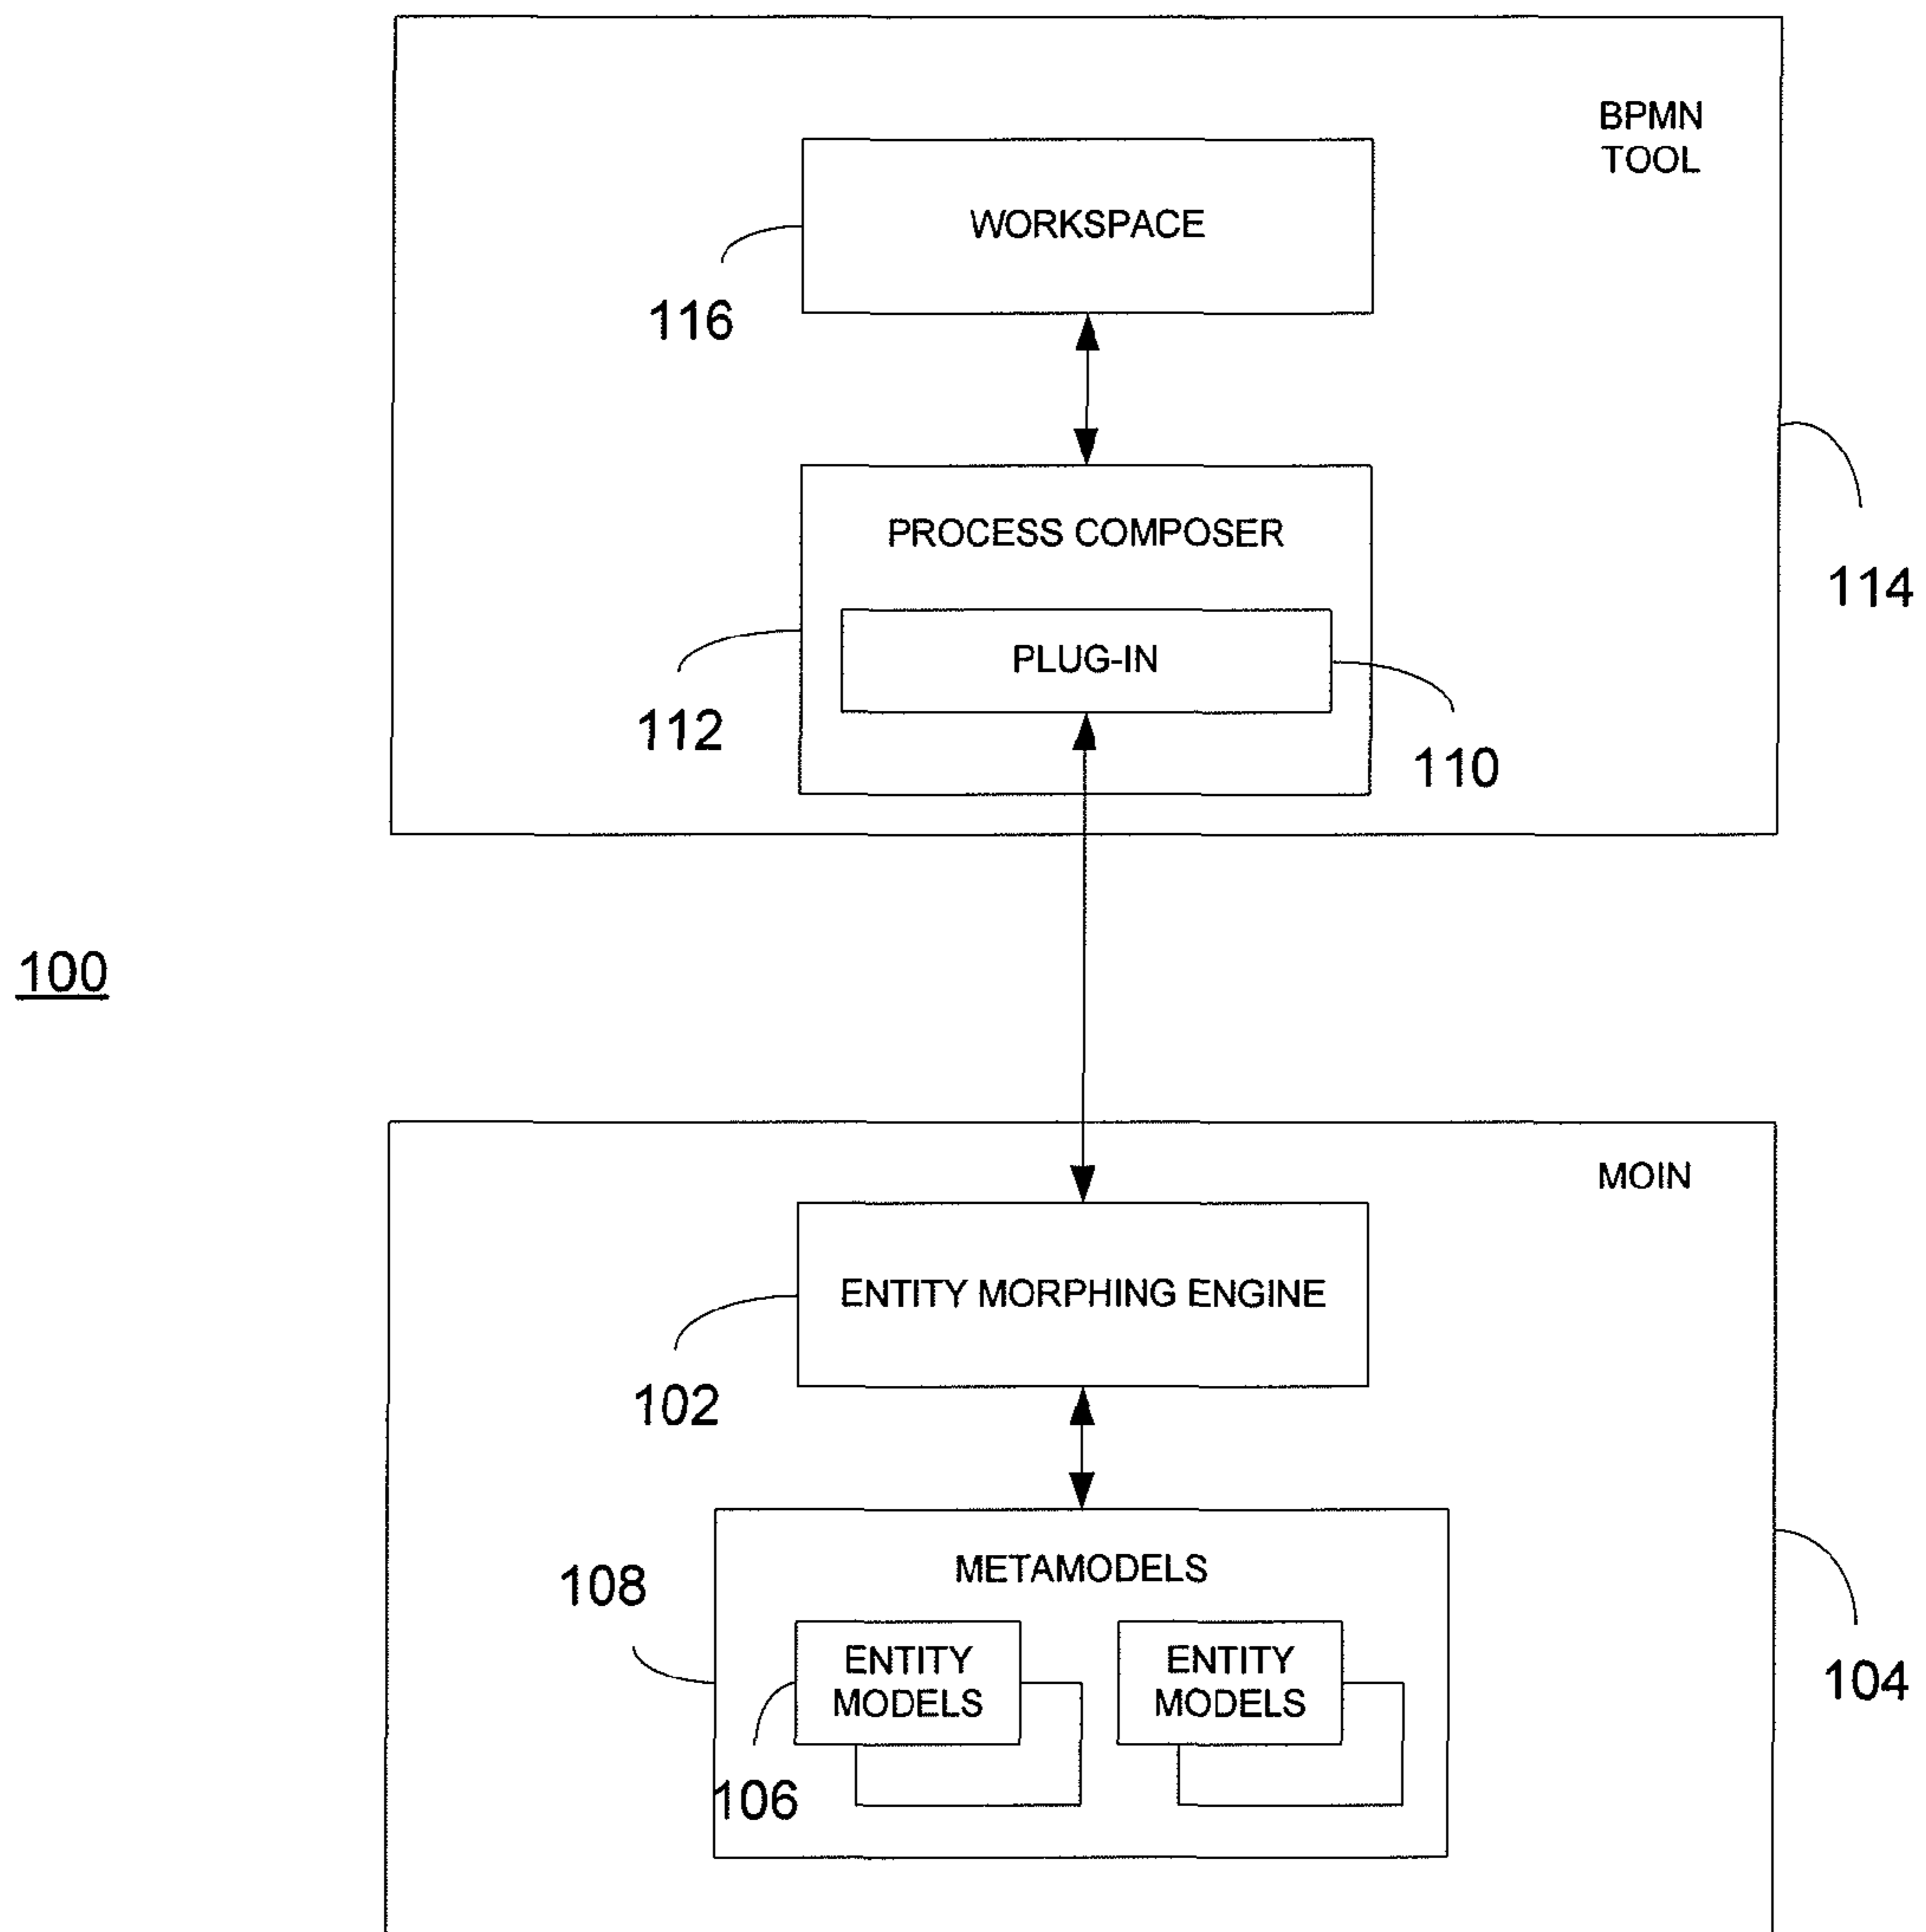 BPMN
TOOL
WORKSPACE
116
PROCESS COMPOSER
114
PLUG-IN
112
110
100
MOIN
ENTITY MORPHING ENGINE
102
METAMODELS
108
ENTITY
MODELS
ENTITY
MODELS
104
106